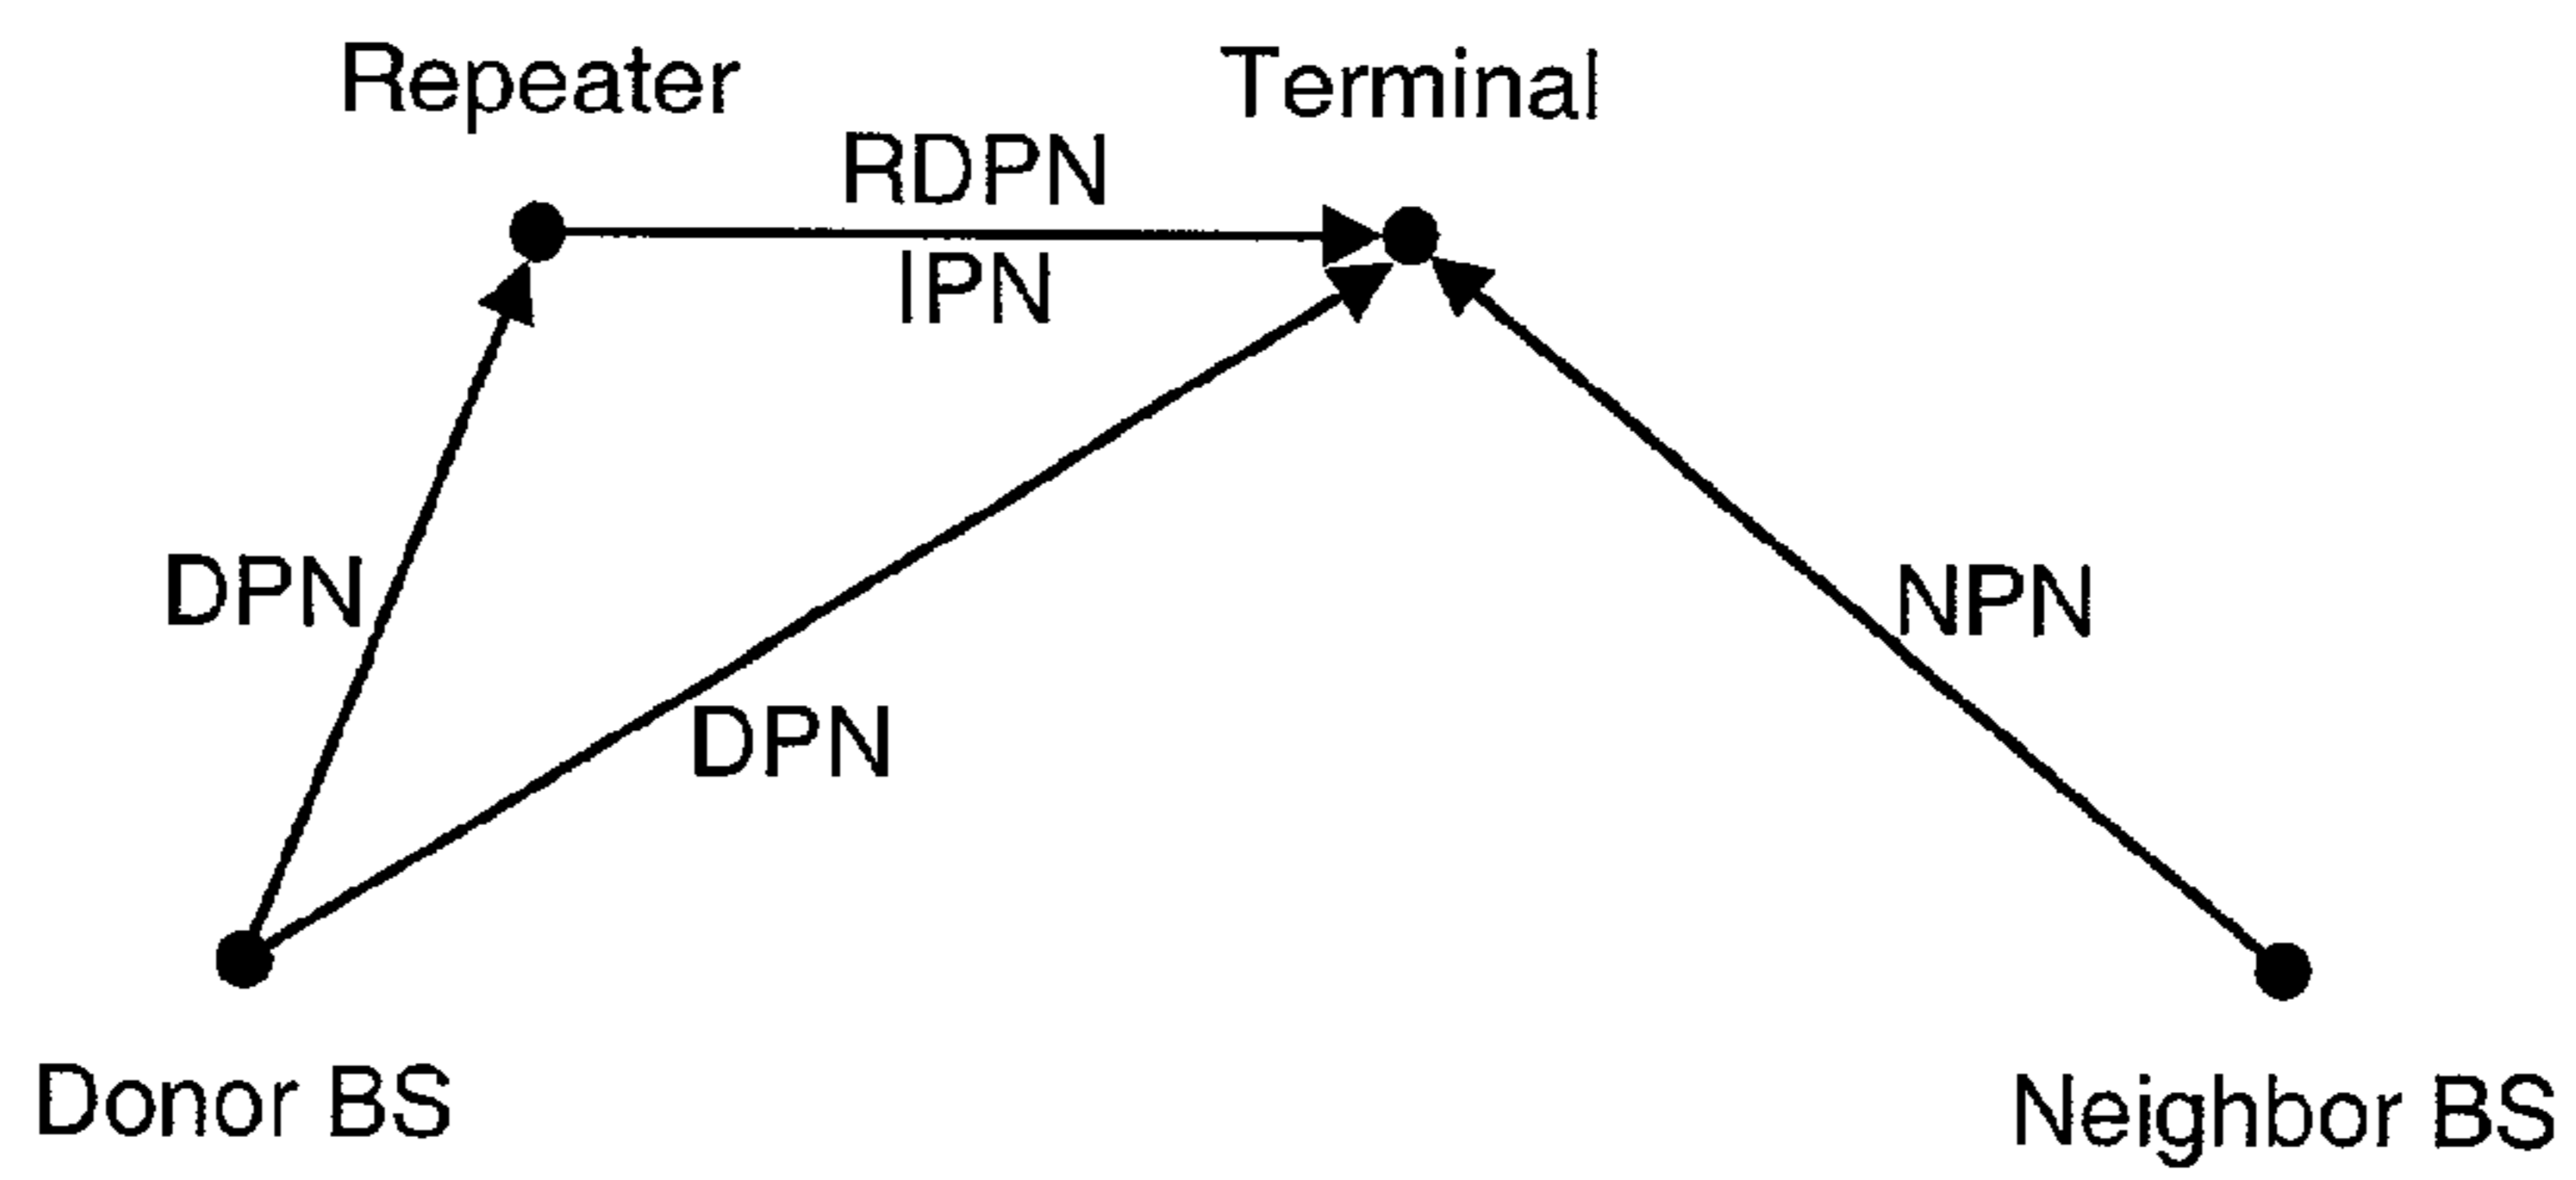 Repeater
Terminal
RDPN
IPN
DPN
NPN
DPN
Donor BS
Neighbor BS